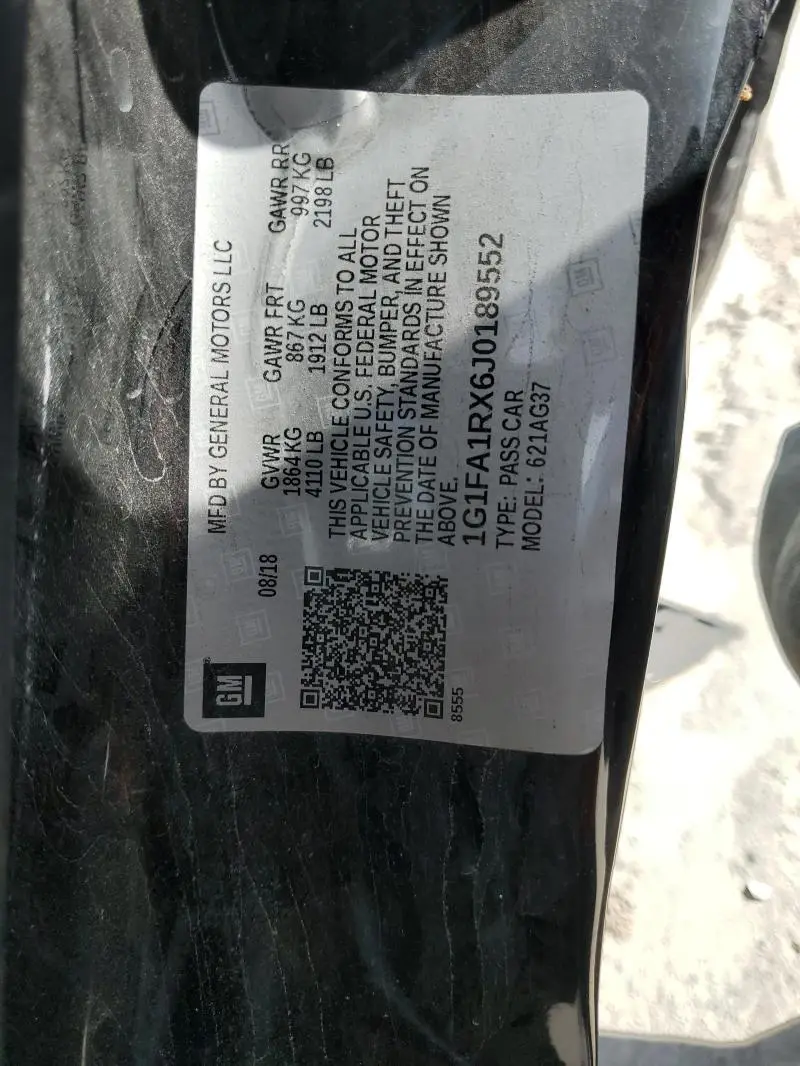 MFD BY GENERAL MOTORS LLC
08/18 GVWR GAWR FRT GAWR RR
1864 KG 867 KG 997 KG
4110 LB 1912 LB 2198 LB
THIS VEHICLE CONFORMS TO ALL
APPLICABLE U.S. FEDERAL MOTOR
VEHICLE SAFETY, BUMPER, AND THEFT
PREVENTION STANDARDS IN EFFECT ON
THE DATE OF MANUFACTURE SHOWN
ABOVE.
1G1FA1RX6J0189552
TYPE: PASS CAR
MODEL: 621AG37
GM®
8555